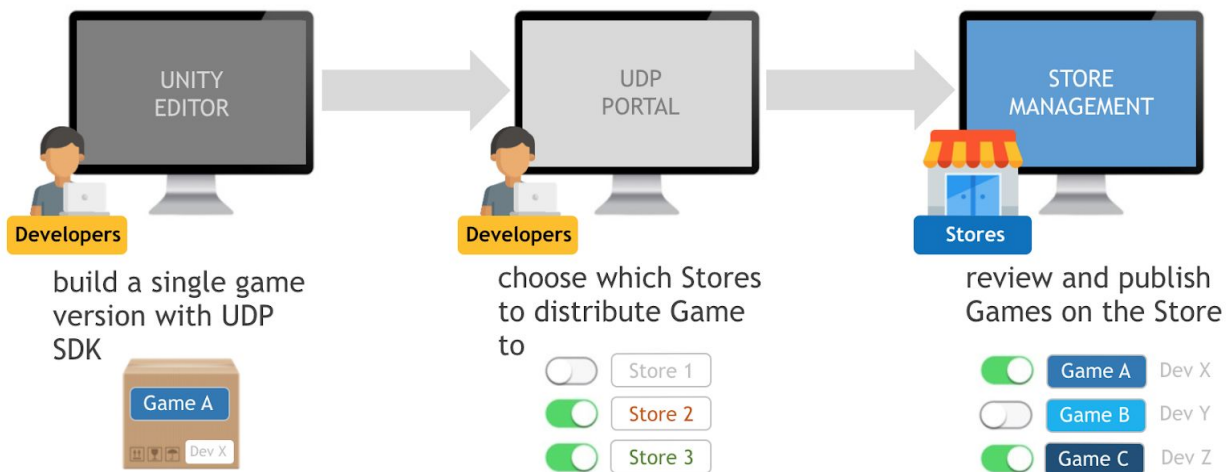 UNITY
EDITOR
UDP
PORTAL
STORE
MANAGEMENT
Developers
Developers
Stores
build a single game
version with UDP
SDK
choose which Stores
to distribute Game
to
review and publish
Games on the Store
Game A
Dev X
Store 1
Store 2
Store 3
Game A Dev X
Game B Dev Y
Game C Dev Z